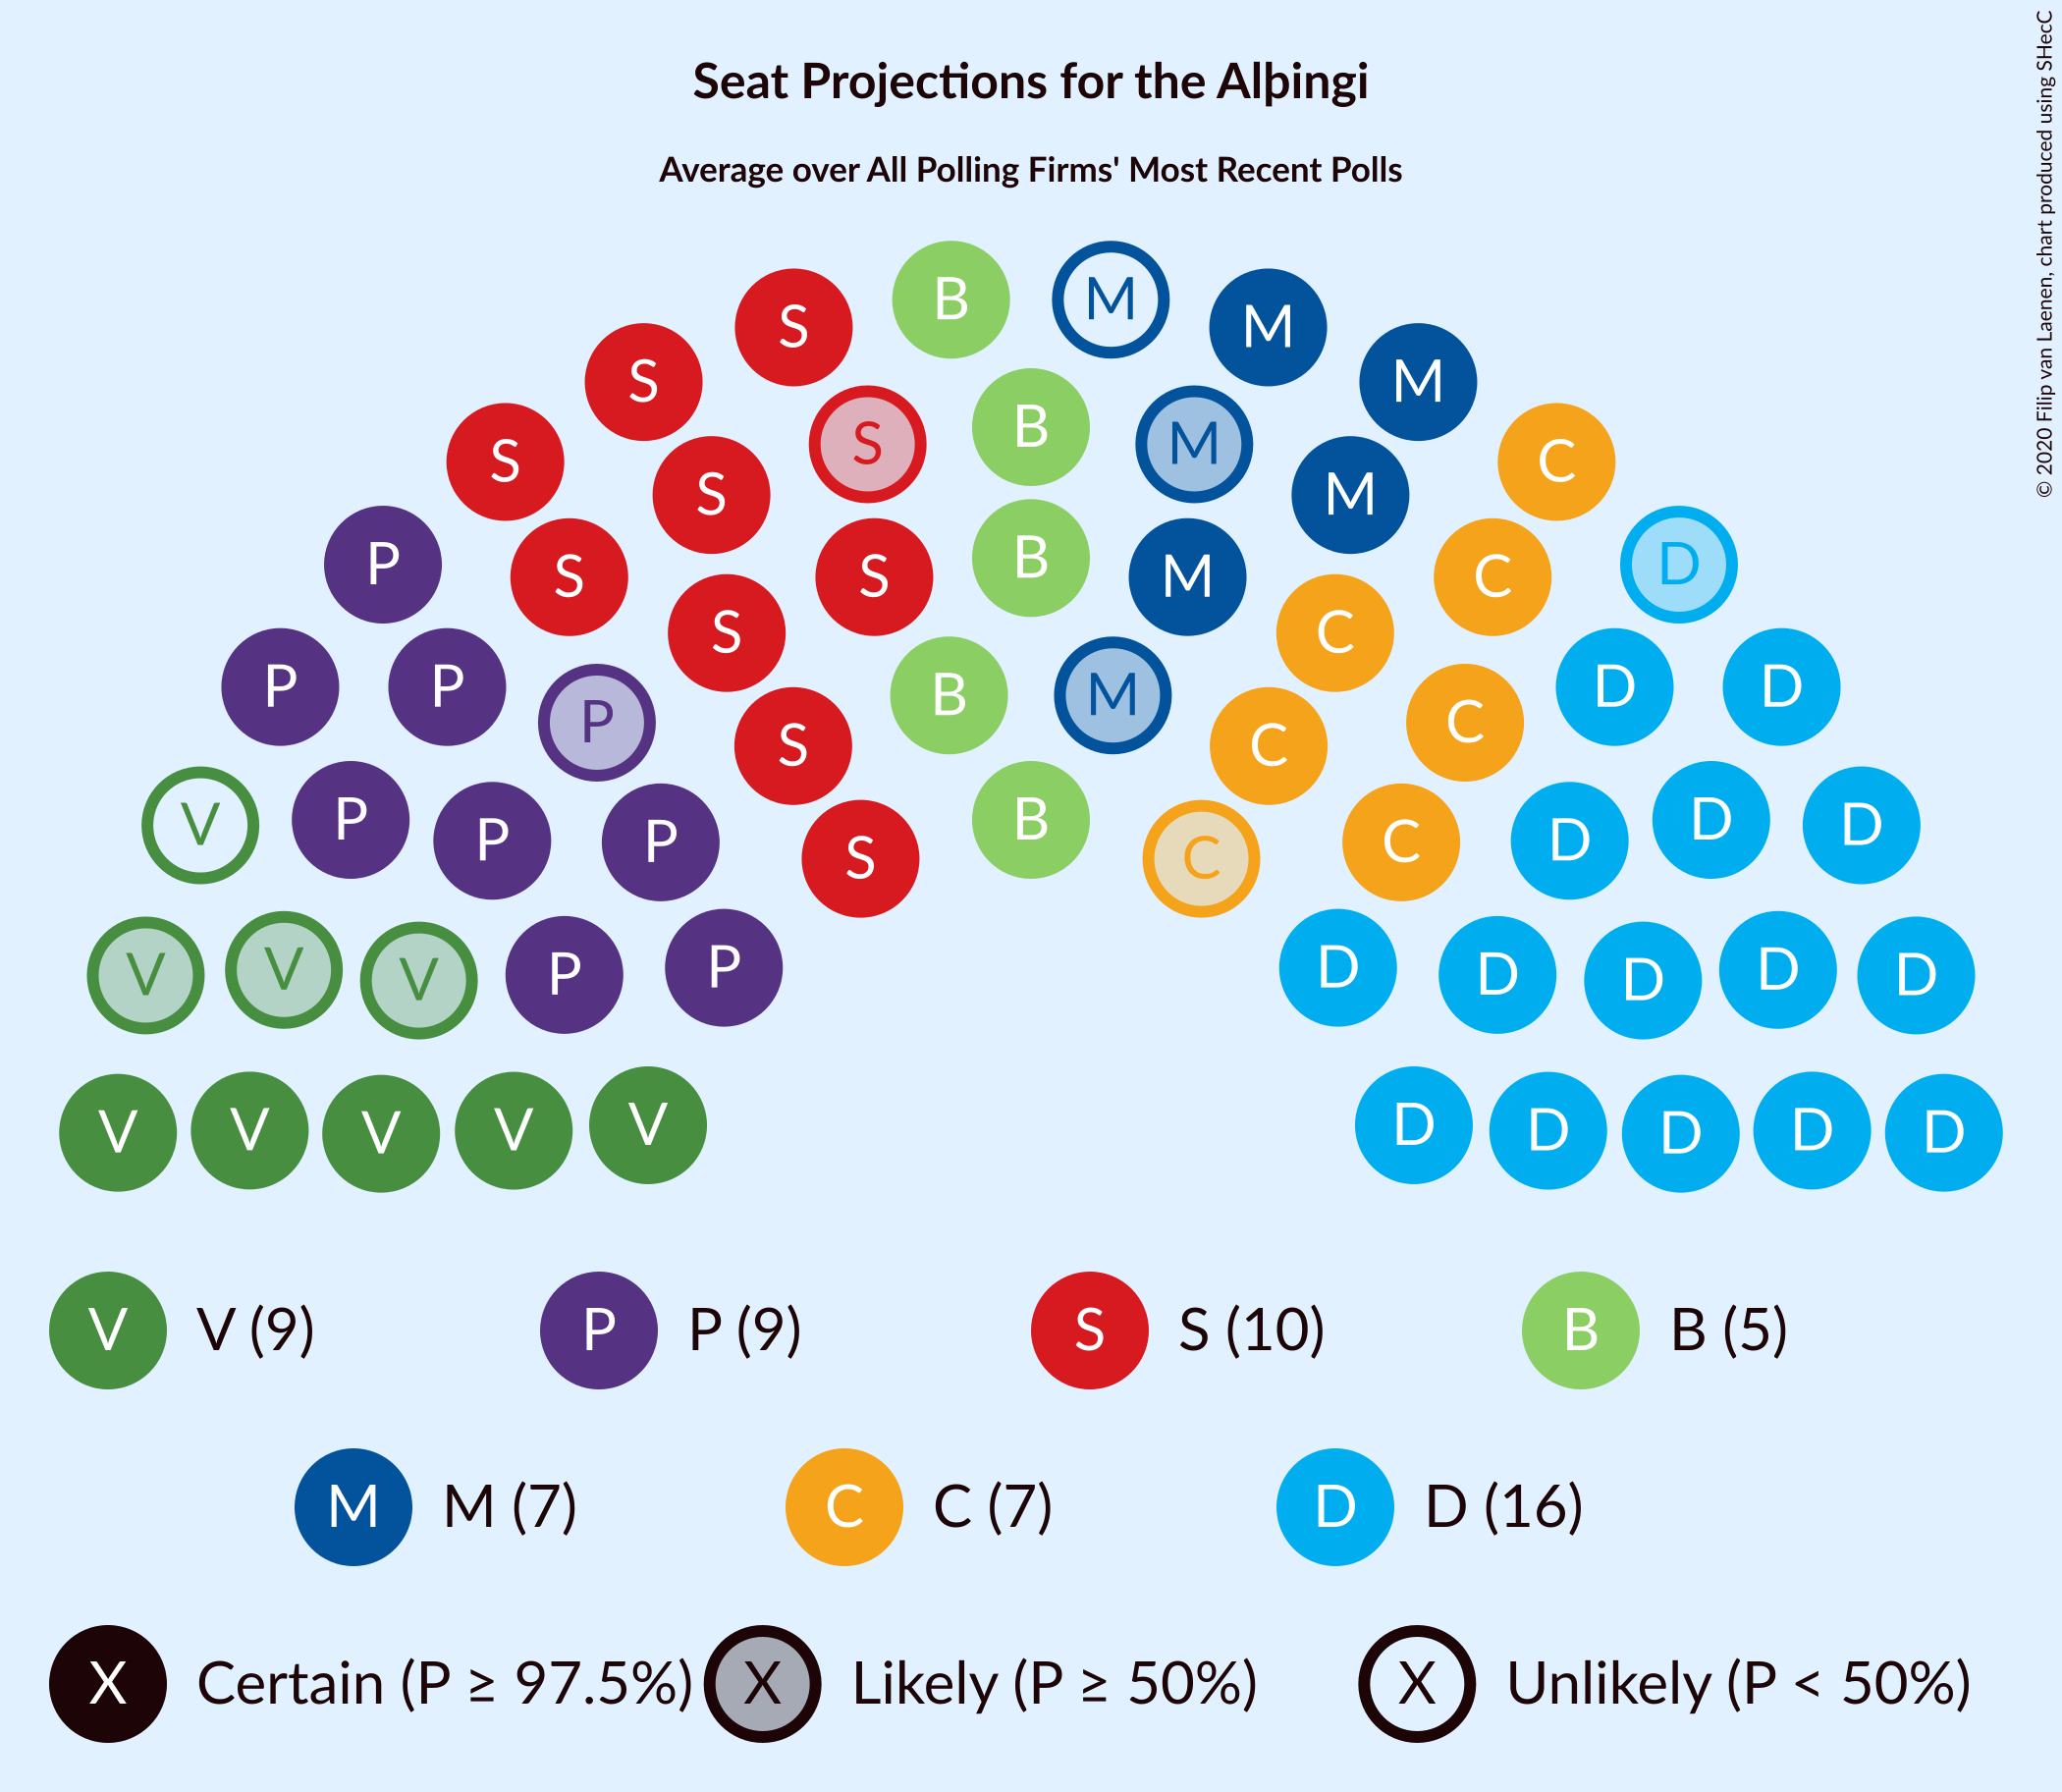 © 2020 Filip van Laenen, chart produced using SHecC
Seat Projections for the Alþingi
Average over All Polling Firms' Most Recent Polls
B M
S M
S M
S B M
S C
S M
P S S B M C D
S C
P P B M D D
P C
S C
V P P P S B C C D D D
V V V P P D D D D D
V V V V V D D D D D
V V (9) P P (9) S S (10) B B (5)
M M (7) C C (7) D D (16)
X Certain (P ≥ 97.5%) X Likely (P ≥ 50%) X Unlikely (P < 50%)